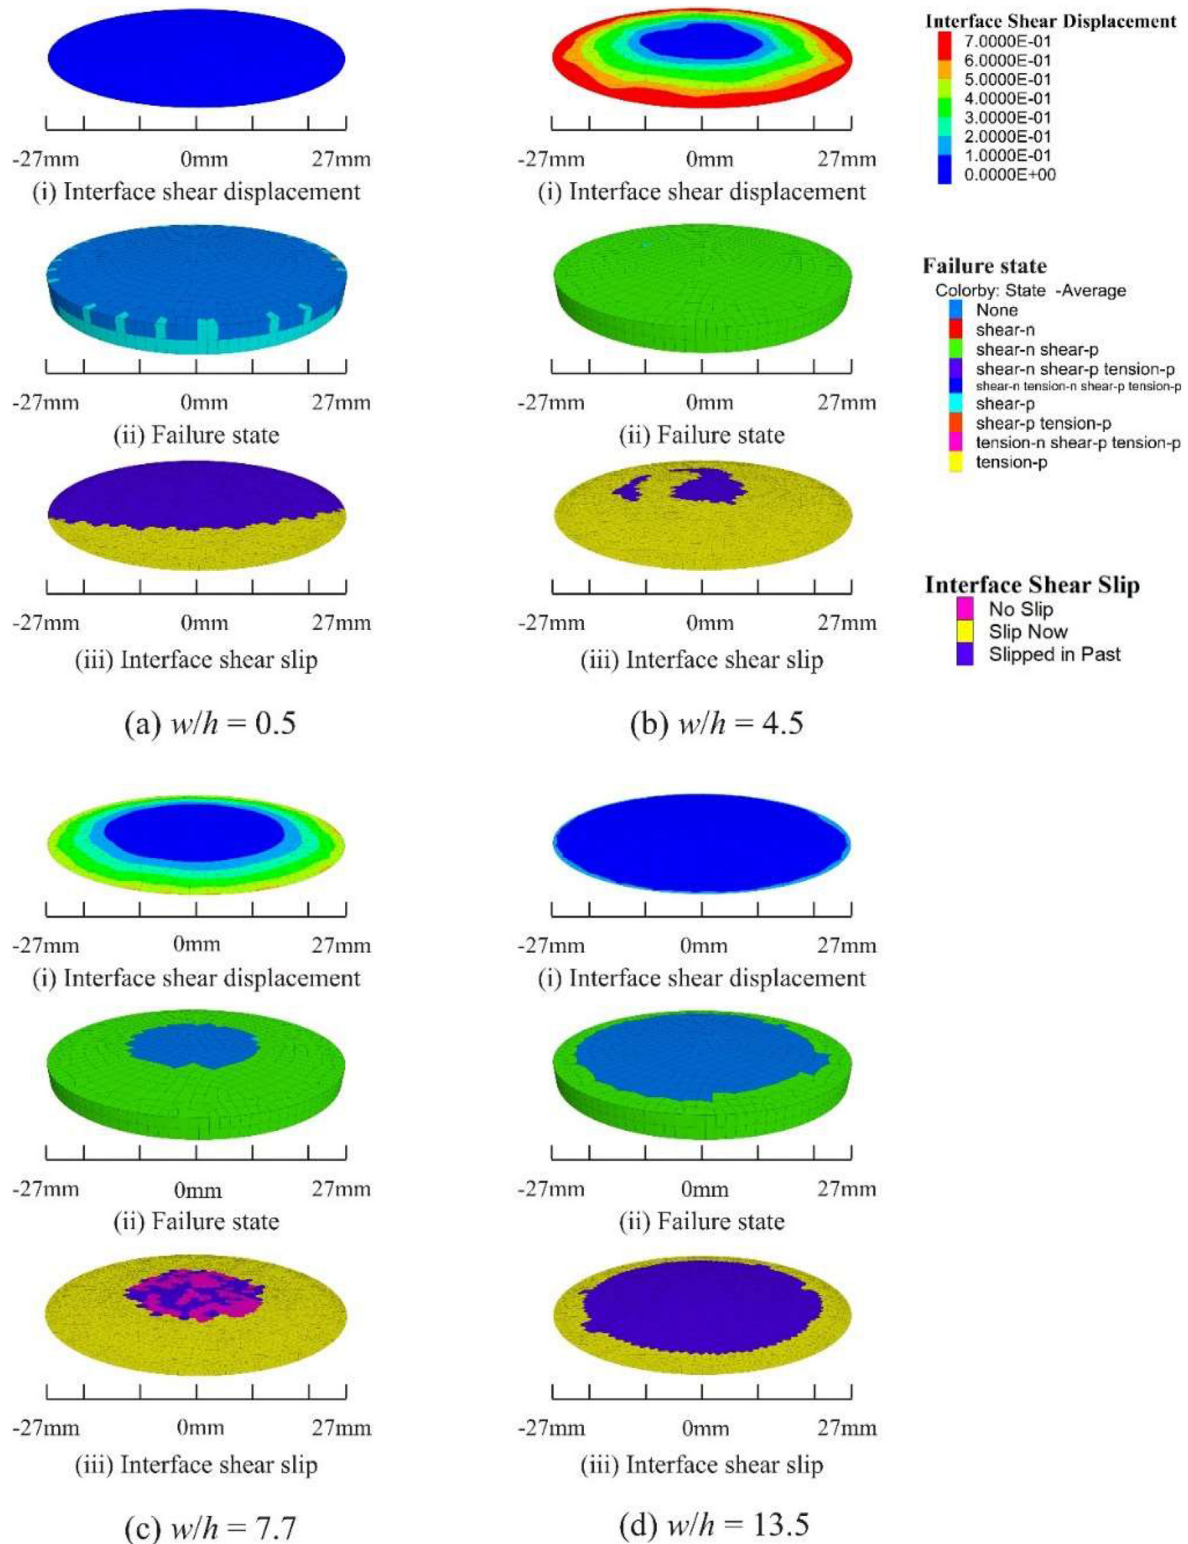 -27mm 0mm 27mm
(i) Interface shear displacement
-27mm 0mm 27mm
(ii) Failure state
-27mm 0mm 27mm
(iii) Interface shear slip
(a) w/h = 0.5
-27mm 0mm 27mm
(i) Interface shear displacement
-27mm 0mm 27mm
(ii) Failure state
-27mm 0mm 27mm
(iii) Interface shear slip
(b) w/h = 4.5
Interface Shear Displacement
7.0000E-01
6.0000E-01
5.0000E-01
4.0000E-01
3.0000E-01
2.0000E-01
1.0000E-01
0.0000E+00
Failure state
Colorby: State -Average
None
shear-n
shear-n shear-p
shear-n shear-p tension-p
shear-n tension-n shear-p tension-p
shear-p
shear-p tension-p
tension-n shear-p tension-p
tension-p
Interface Shear Slip
No Slip
Slip Now
Slipped in Past
-27mm 0mm 27mm
(i) Interface shear displacement
-27mm 0mm 27mm
(ii) Failure state
-27mm 0mm 27mm
(iii) Interface shear slip
(c) w/h = 7.7
-27mm 0mm 27mm
(i) Interface shear displacement
-27mm 0mm 27mm
(ii) Failure state
-27mm 0mm 27mm
(iii) Interface shear slip
(d) w/h = 13.5